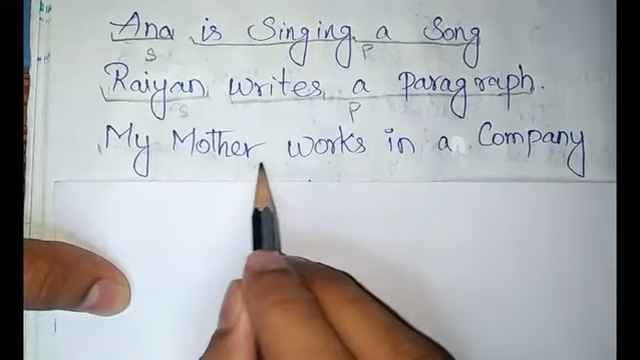 Ana is Singing a Song
S P
Raiyan writes a paragraph.
S P
My Mother works in a Company